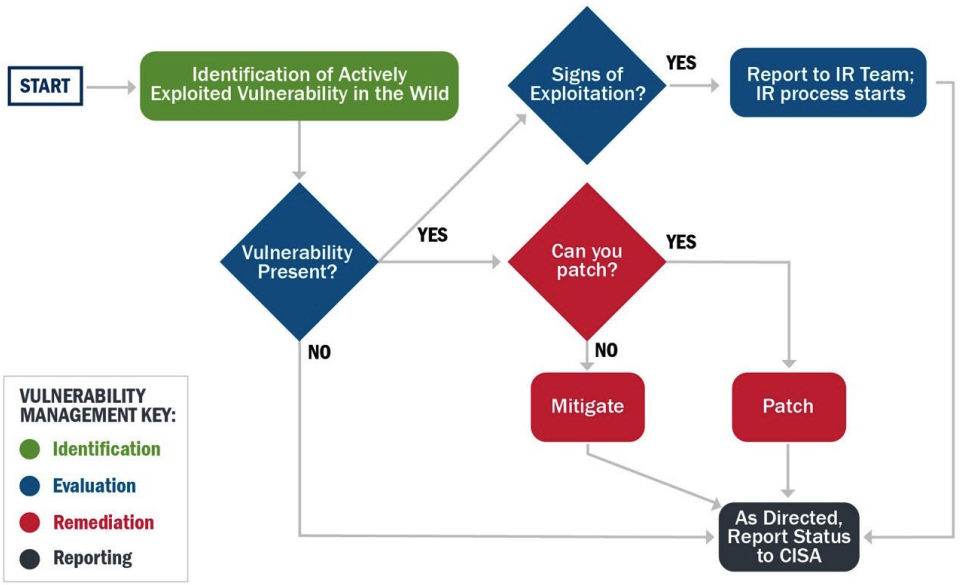 START
Identification of Actively
Exploited Vulnerability in the Wild
Signs of
Exploitation?
YES
Report to IR Team;
IR process starts
Vulnerability
Present?
YES
Can you
patch?
YES
NO
NO
Mitigate
Patch
As Directed,
Report Status
to CISA
VULNERABILITY
MANAGEMENT KEY:
Identification
Evaluation
Remediation
Reporting